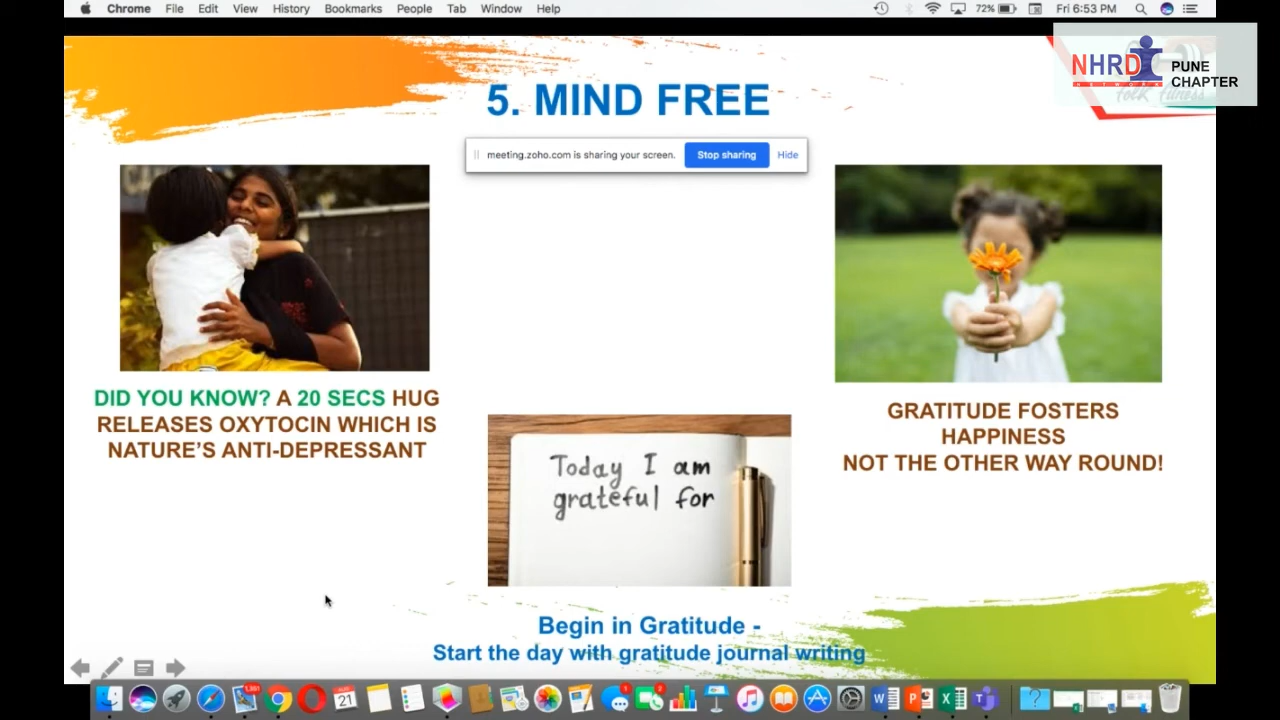 Chrome File Edit View History Bookmarks People Tab Window Help
72% Fri 6:53 PM
NHRD
NETWORK
PUNE
CHAPTER
5. MIND FREE
meeting.zoho.com is sharing your screen. Stop sharing Hide
DID YOU KNOW? A 20 SECS HUG
RELEASES OXYTOCIN WHICH IS
NATURE'S ANTI-DEPRESSANT
GRATITUDE FOSTERS
HAPPINESS
NOT THE OTHER WAY ROUND!
Today I am
grateful for
Begin in Gratitude -
Start the day with gratitude journal writing